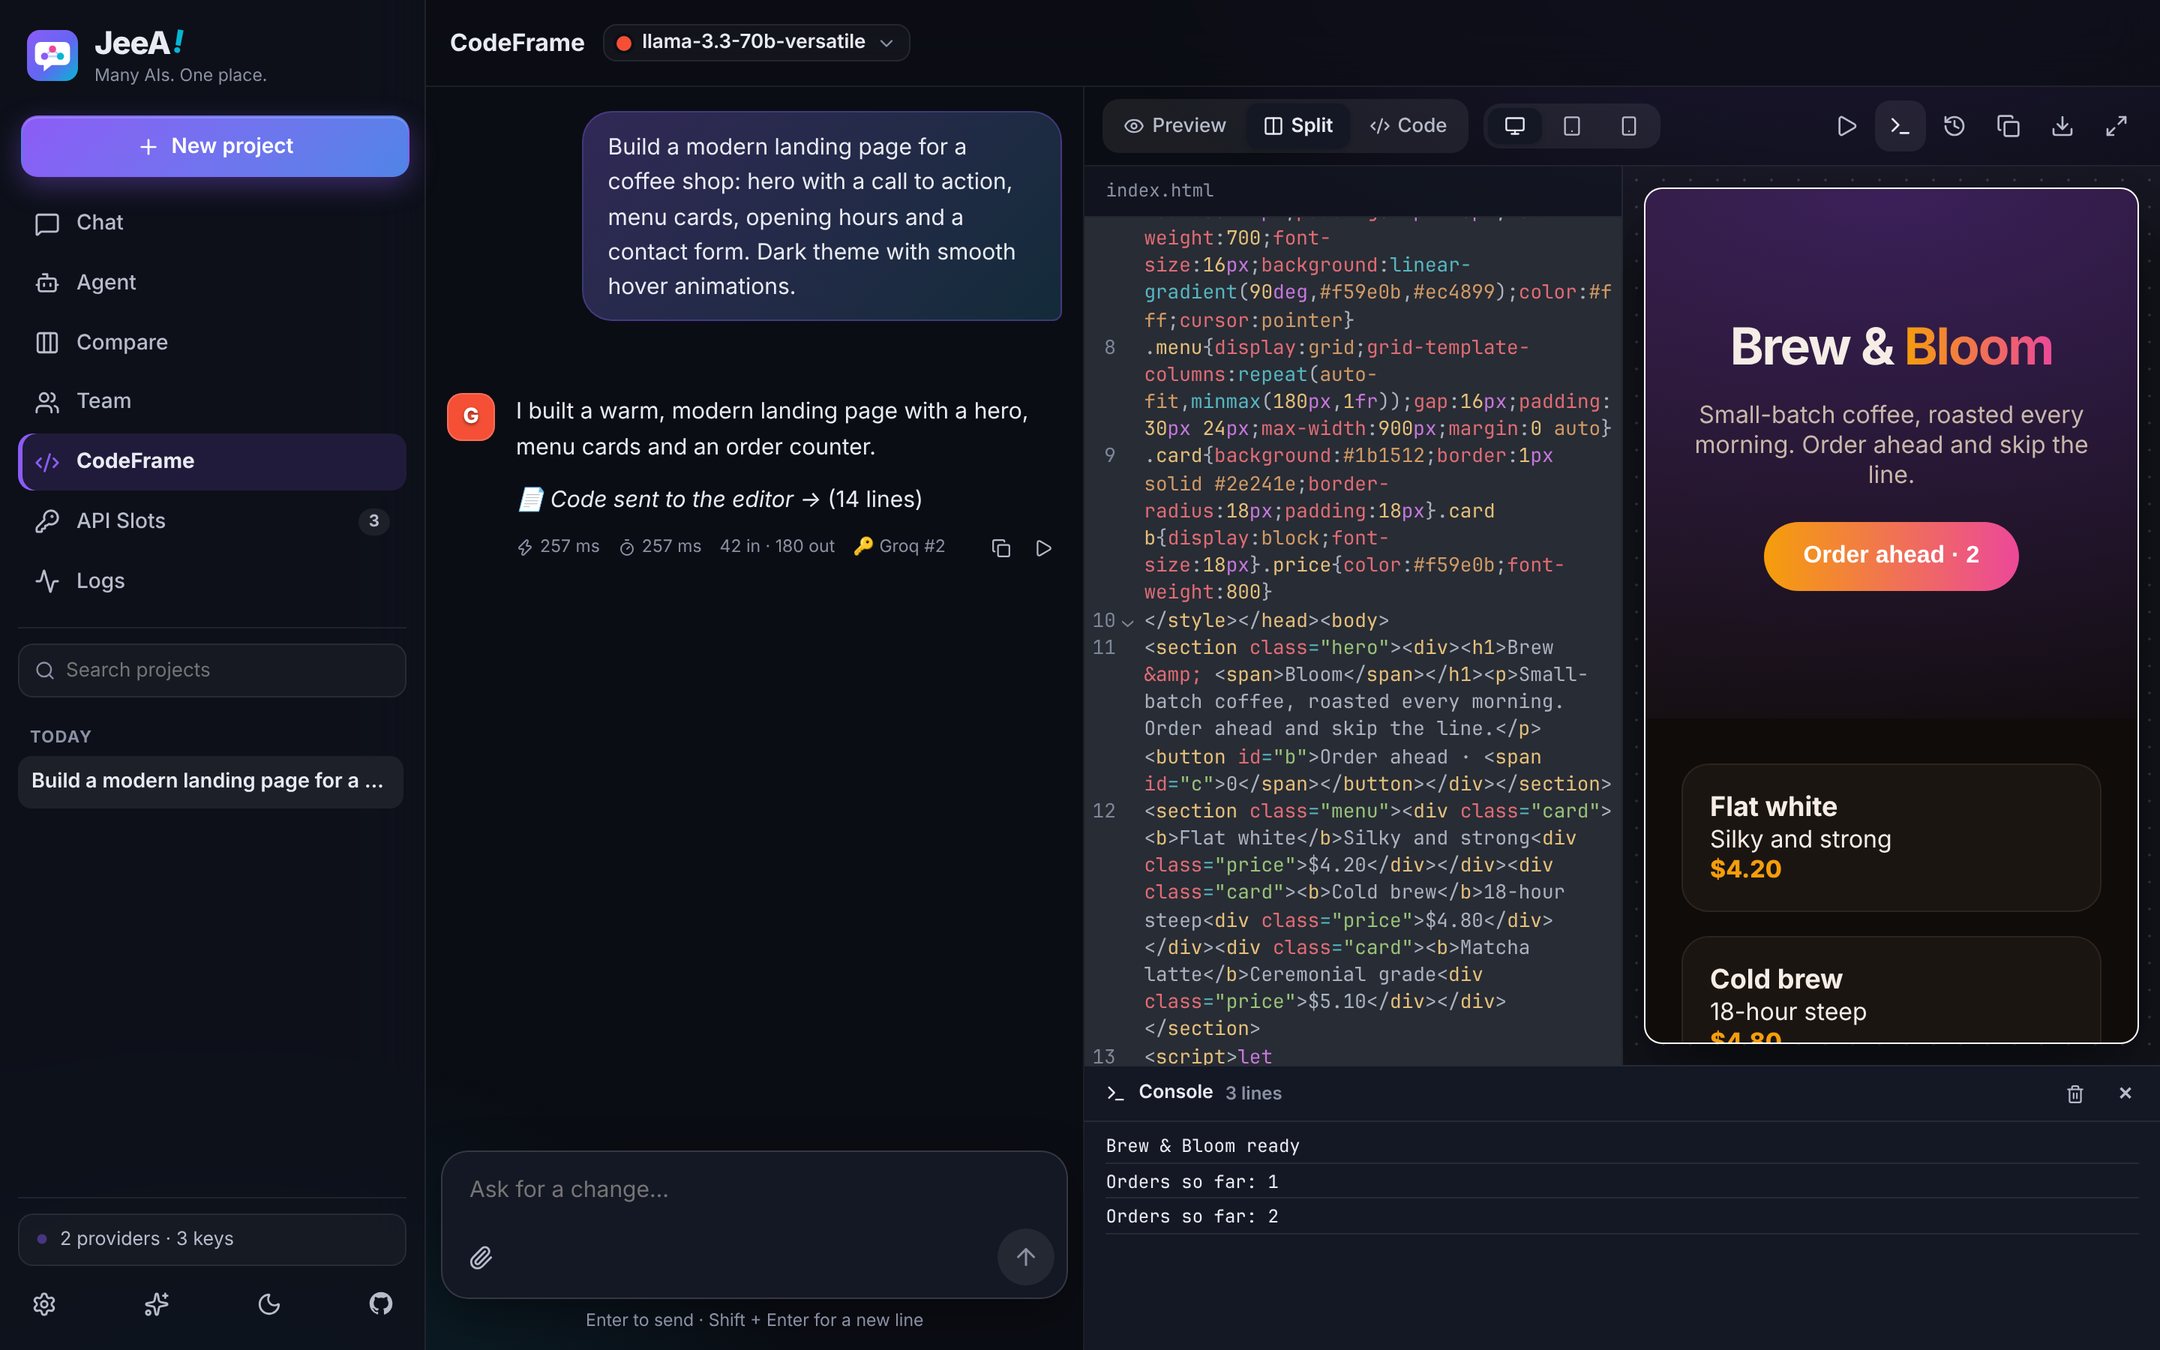 JeeA!
Many AIs. One place.
New project
Chat
Agent
Compare
Team
CodeFrame
API Slots
3
Logs
Search projects
TODAY
Build a modern landing page for a ...
2 providers · 3 keys
CodeFrame
llama-3.3-70b-versatile
Build a modern landing page for a
coffee shop: hero with a call to action,
menu cards, opening hours and a
contact form. Dark theme with smooth
hover animations.
G
I built a warm, modern landing page with a hero,
menu cards and an order counter.
📄 Code sent to the editor → (14 lines)
257 ms 257 ms 42 in · 180 out 🔑 Groq #2
Ask for a change...
Enter to send · Shift + Enter for a new line
Preview
Split
</> Code
index.html
weight:700;font-
size:16px;background:linear-
gradient(90deg,#f59e0b,#ec4899);color:#f
ff;cursor:pointer}
8 .menu{display:grid;grid-template-
columns:repeat(auto-
fit,minmax(180px,1fr));gap:16px;padding:
30px 24px;max-width:900px;margin:0 auto}
9 .card{background:#1b1512;border:1px
solid #2e241e;border-
radius:18px;padding:18px}.card
b{display:block;font-
size:18px}.price{color:#f59e0b;font-
weight:800}
10 </style></head><body>
11 <section class="hero"><div><h1>Brew
&amp; <span>Bloom</span></h1><p>Small-
batch coffee, roasted every morning.
Order ahead and skip the line.</p>
<button id="b">Order ahead · <span
id="c">0</span></button></div></section>
12 <section class="menu"><div class="card">
<b>Flat white</b>Silky and strong<div
class="price">$4.20</div></div><div
class="card"><b>Cold brew</b>18-hour
steep<div class="price">$4.80</div>
</div><div class="card"><b>Matcha
latte</b>Ceremonial grade<div
class="price">$5.10</div></div>
</section>
13 <script>let
Brew & Bloom
Small-batch coffee, roasted every
morning. Order ahead and skip the
line.
Order ahead · 2
Flat white
Silky and strong
$4.20
Cold brew
18-hour steep
$4.80
Console 3 lines
Brew & Bloom ready
Orders so far: 1
Orders so far: 2